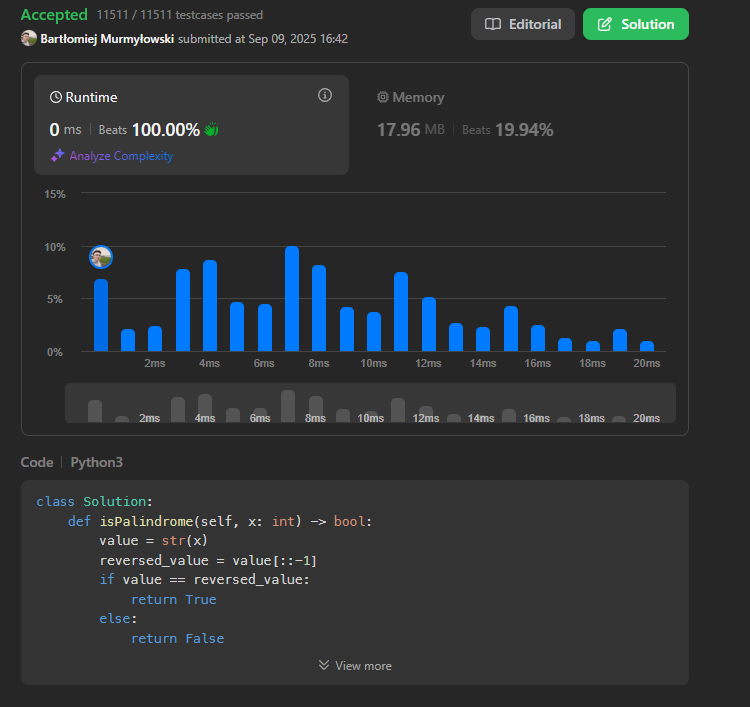 Accepted 11511 / 11511 testcases passed
Bartłomiej Murmyłowski submitted at Sep 09, 2025 16:42
Editorial
Solution
Runtime
0 ms | Beats 100.00%
Analyze Complexity
Memory
17.96 MB | Beats 19.94%
15%
10%
5%
0%
2ms 4ms 6ms 8ms 10ms 12ms 14ms 16ms 18ms 20ms
2ms 4ms 6ms 8ms 10ms 12ms 14ms 16ms 18ms 20ms
Code | Python3
class Solution:
    def isPalindrome(self, x: int) -> bool:
        value = str(x)
        reversed_value = value[::-1]
        if value == reversed_value:
            return True
        else:
            return False
View more